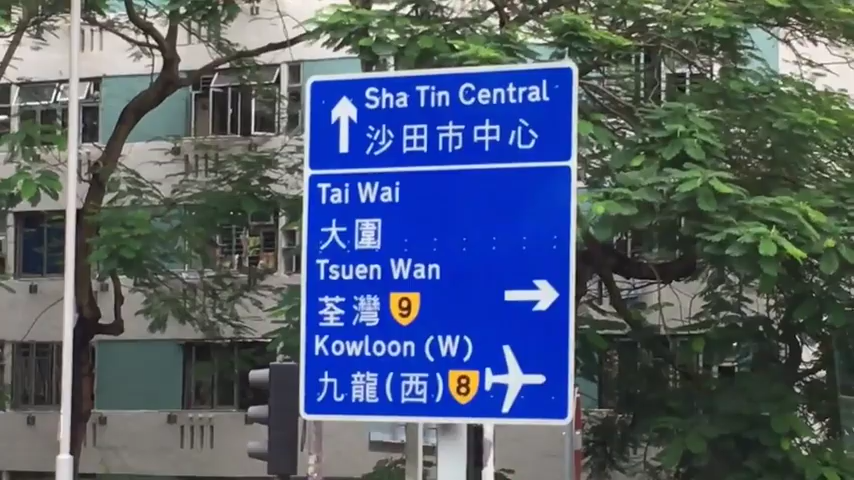 Sha Tin Central
沙田市中心
Tai Wai
大圍
Tsuen Wan
荃灣 9
Kowloon (W)
九龍(西) 8